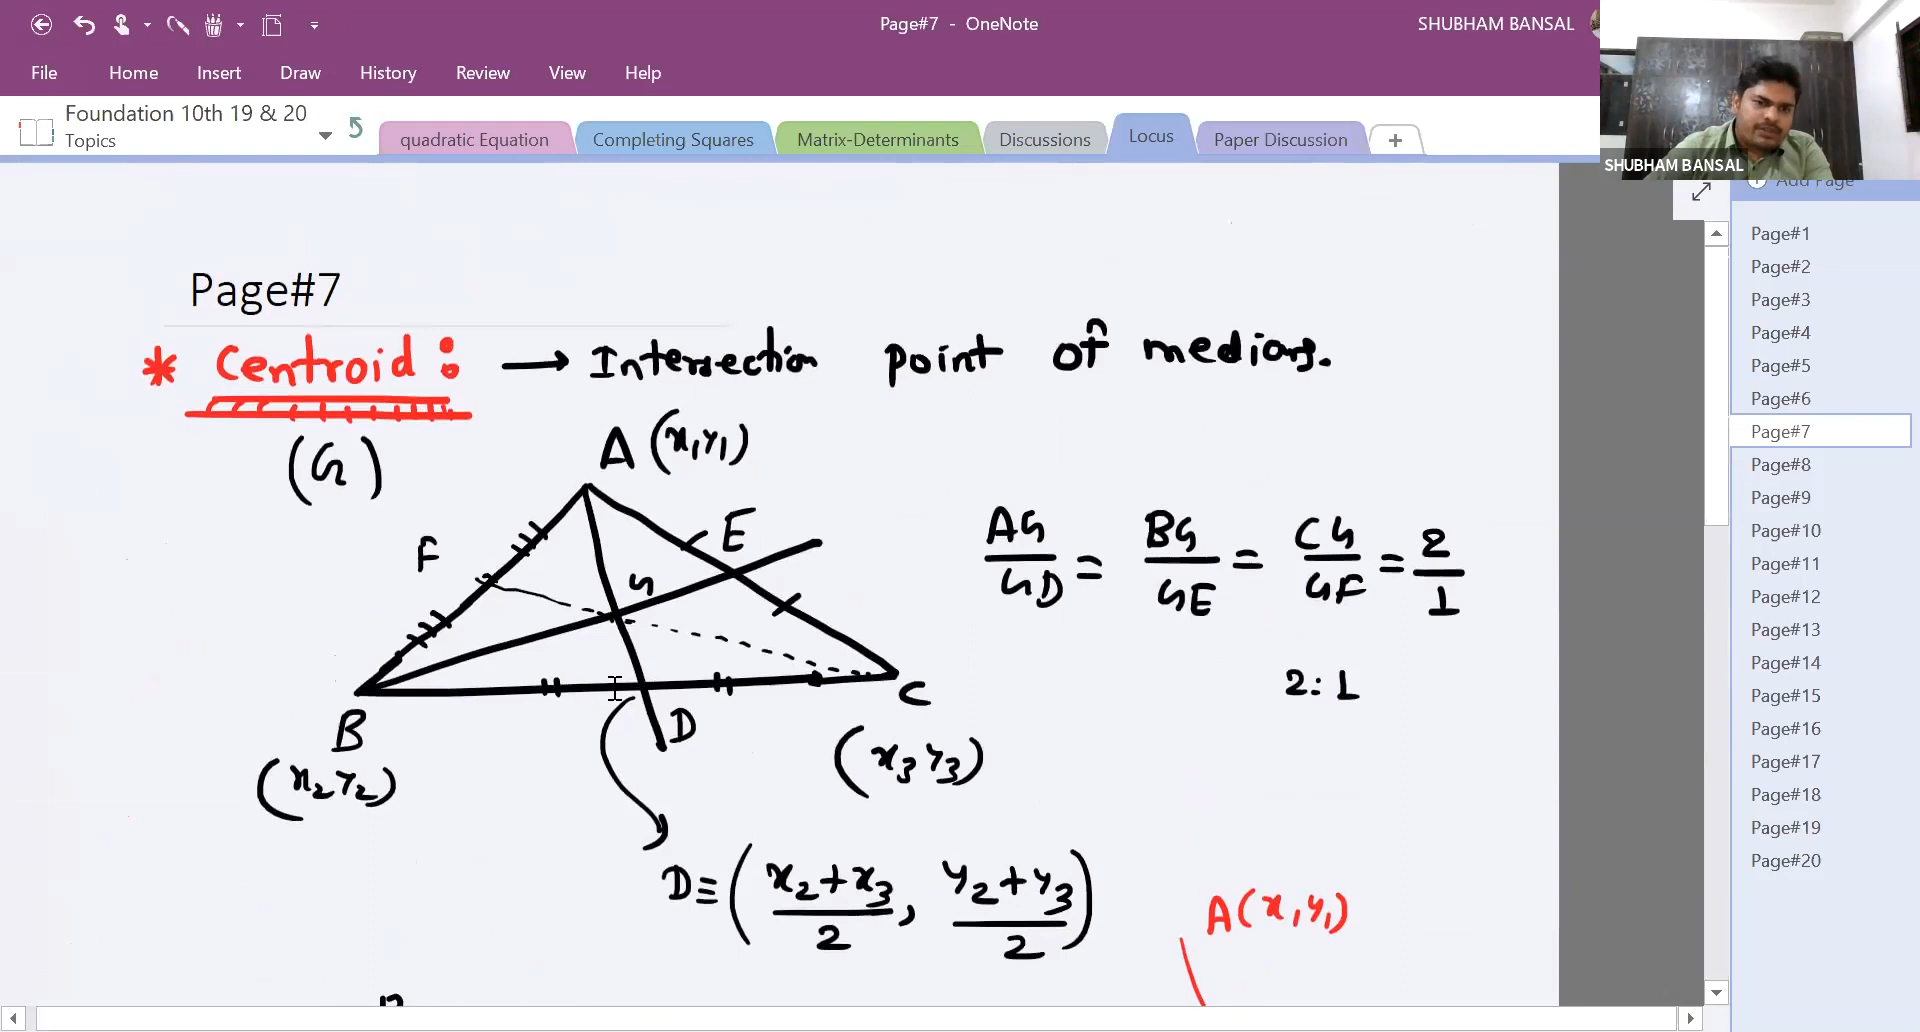 Page#7 - OneNote
SHUBHAM BANSAL
File Home Insert Draw History Review View Help
Foundation 10th 19 & 20
Topics
quadratic Equation
Completing Squares
Matrix-Determinants
Discussions
Locus
Paper Discussion
+
SHUBHAM BANSAL
Add Page
Page#1
Page#2
Page#3
Page#4
Page#5
Page#6
Page#7
Page#8
Page#9
Page#10
Page#11
Page#12
Page#13
Page#14
Page#15
Page#16
Page#17
Page#18
Page#19
Page#20
Page#7
* Centroid: → Intersection point of medians.
(G)
A (x1, y1)
F
E
G
AG/GD = BG/GE = CG/GF = 2/1
2:1
B
D
C
(x2 y2)
(x3 y3)
D ≡ ( x2+x3 / 2 , y2+y3 / 2 )
A(x1 y1)